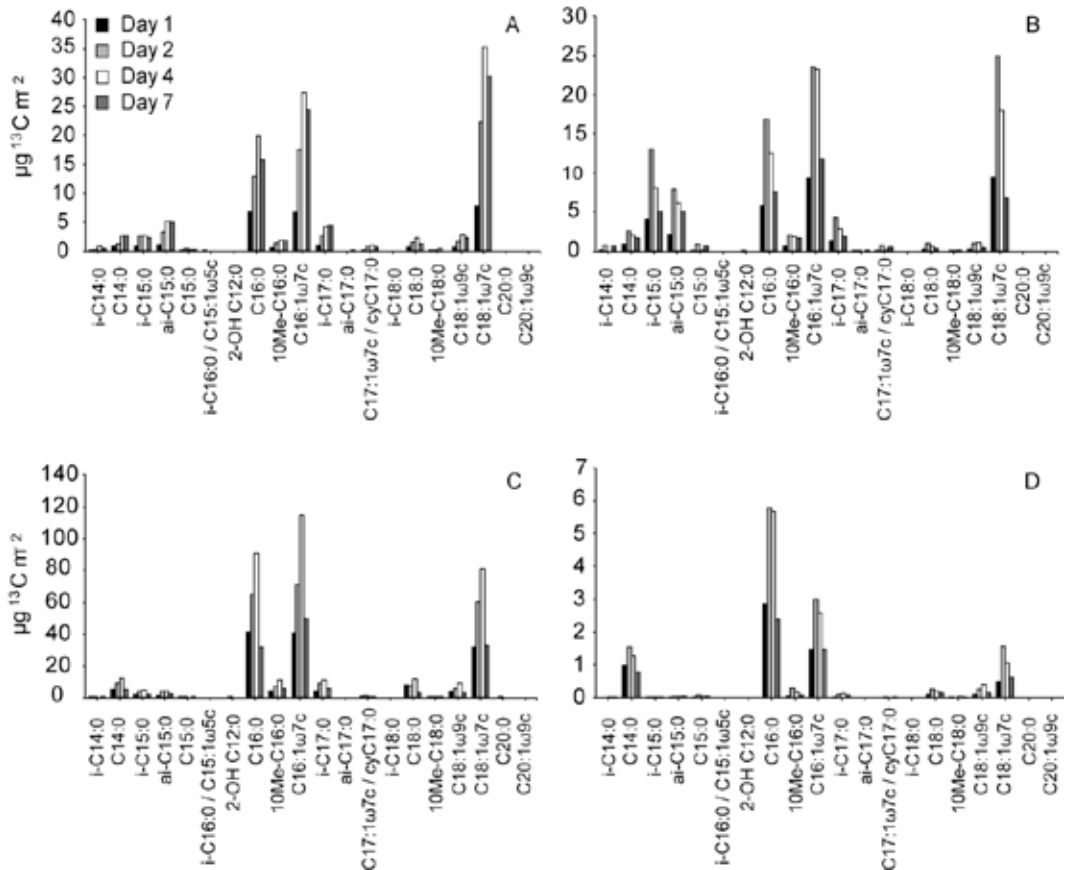 40
35
30
25
20
15
10
5
0
µg ¹³C m⁻²
Day 1
Day 2
Day 4
Day 7
A
i-C14:0
C14:0
i-C15:0
ai-C15:0
C15:0
i-C16:0 / C15:1ω5c
2-OH C12:0
C16:0
10Me-C16:0
C16:1ω7c
i-C17:0
ai-C17:0
C17:1ω7c / cyC17:0
i-C18:0
C18:0
10Me-C18:0
C18:1ω9c
C18:1ω7c
C20:0
C20:1ω9c
30
25
20
15
10
5
0
B
i-C14:0
C14:0
i-C15:0
ai-C15:0
C15:0
i-C16:0 / C15:1ω5c
2-OH C12:0
C16:0
10Me-C16:0
C16:1ω7c
i-C17:0
ai-C17:0
C17:1ω7c / cyC17:0
i-C18:0
C18:0
10Me-C18:0
C18:1ω9c
C18:1ω7c
C20:0
C20:1ω9c
140
120
100
80
60
40
20
0
µg ¹³C m⁻²
C
i-C14:0
C14:0
i-C15:0
ai-C15:0
C15:0
i-C16:0 / C15:1ω5c
2-OH C12:0
C16:0
10Me-C16:0
C16:1ω7c
i-C17:0
ai-C17:0
C17:1ω7c / cyC17:0
i-C18:0
C18:0
10Me-C18:0
C18:1ω9c
C18:1ω7c
C20:0
C20:1ω9c
7
6
5
4
3
2
1
0
D
i-C14:0
C14:0
i-C15:0
ai-C15:0
C15:0
i-C16:0 / C15:1ω5c
2-OH C12:0
C16:0
10Me-C16:0
C16:1ω7c
i-C17:0
ai-C17:0
C17:1ω7c / cyC17:0
i-C18:0
C18:0
10Me-C18:0
C18:1ω9c
C18:1ω7c
C20:0
C20:1ω9c